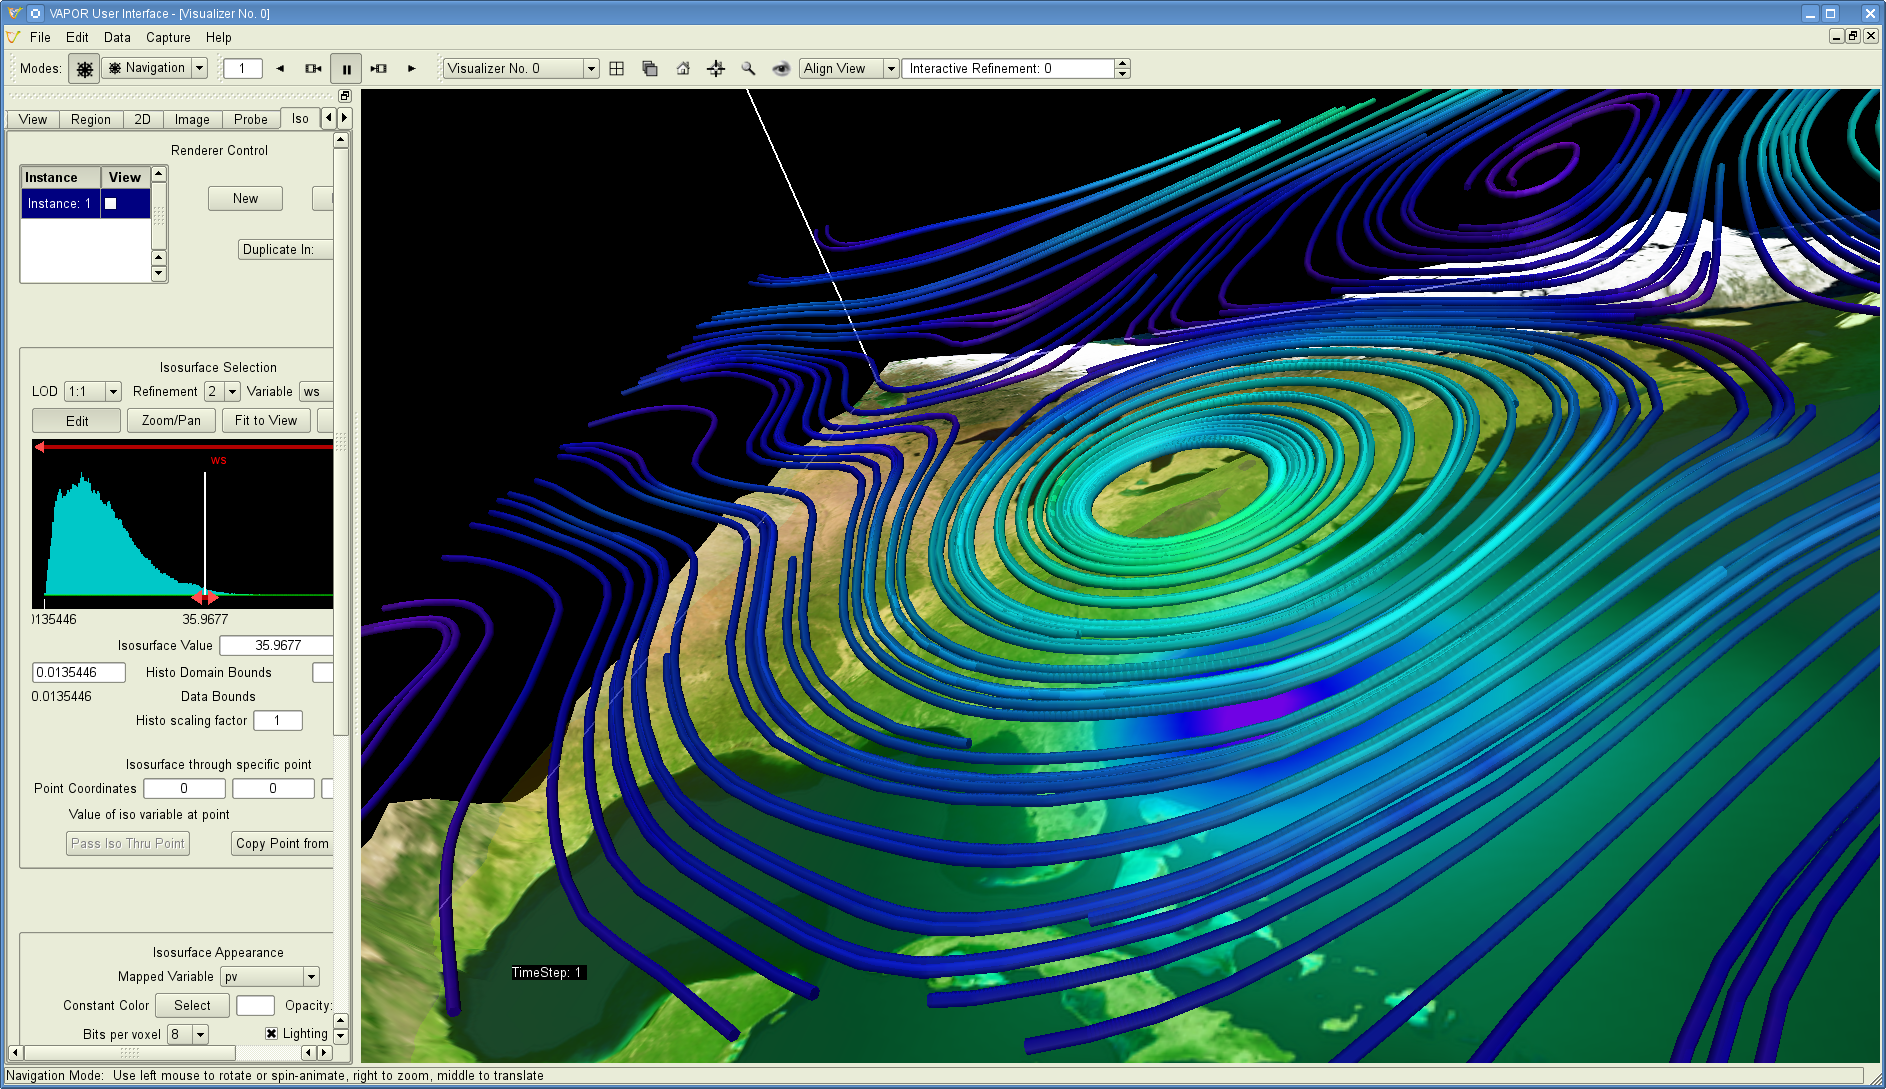 VAPOR User Interface - [Visualizer No. 0]
File Edit Data Capture Help
Modes: Navigation 1 Visualizer No. 0 Align View Interactive Refinement: 0
View Region 2D Image Probe Iso
Renderer Control
Instance View
Instance: 1 New
Duplicate In:
Isosurface Selection
LOD 1:1 Refinement 2 Variable ws
Edit Zoom/Pan Fit to View
ws
)135446 35.9677
Isosurface Value 35.9677
0.0135446 Histo Domain Bounds
0.0135446 Data Bounds
Histo scaling factor 1
Isosurface through specific point
Point Coordinates 0 0
Value of iso variable at point
Pass Iso Thru Point Copy Point from
Isosurface Appearance
Mapped Variable pv
Constant Color Select Opacity:
Bits per voxel 8 Lighting
TimeStep: 1
Navigation Mode: Use left mouse to rotate or spin-animate, right to zoom, middle to translate